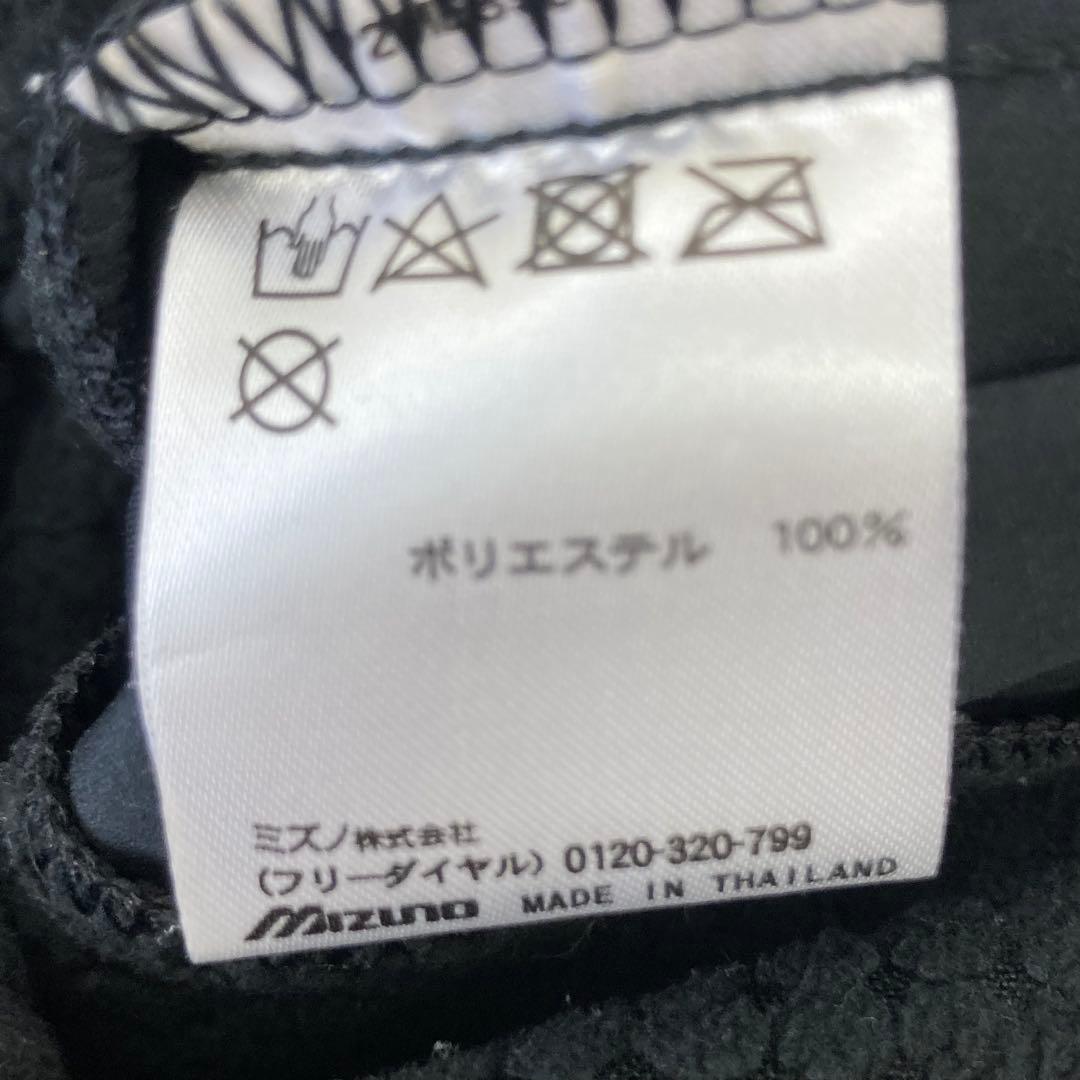 ポリエステル 100%
ミズノ株式会社
(フリーダイヤル) 0120-320-799
MIZUNO MADE IN THAILAND